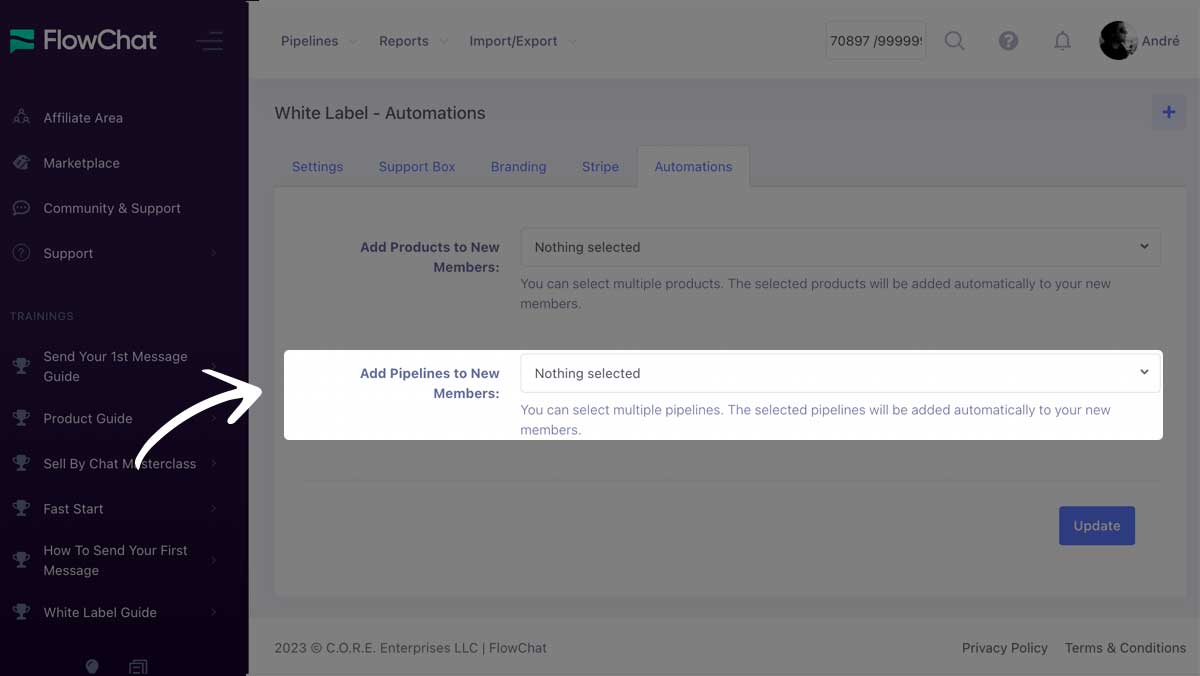 FlowChat
Pipelines
Reports
Import/Export
70897 /99999
André
Affiliate Area
Marketplace
Community & Support
Support
TRAININGS
Send Your 1st Message
Guide
Product Guide
Sell By Chat Masterclass
Fast Start
How To Send Your First
Message
White Label Guide
White Label - Automations
+
Settings
Support Box
Branding
Stripe
Automations
Add Products to New
Members:
Nothing selected
You can select multiple products. The selected products will be added automatically to your new
members.
Add Pipelines to New
Members:
Nothing selected
You can select multiple pipelines. The selected pipelines will be added automatically to your new
members.
Update
2023 © C.O.R.E. Enterprises LLC | FlowChat
Privacy Policy
Terms & Conditions